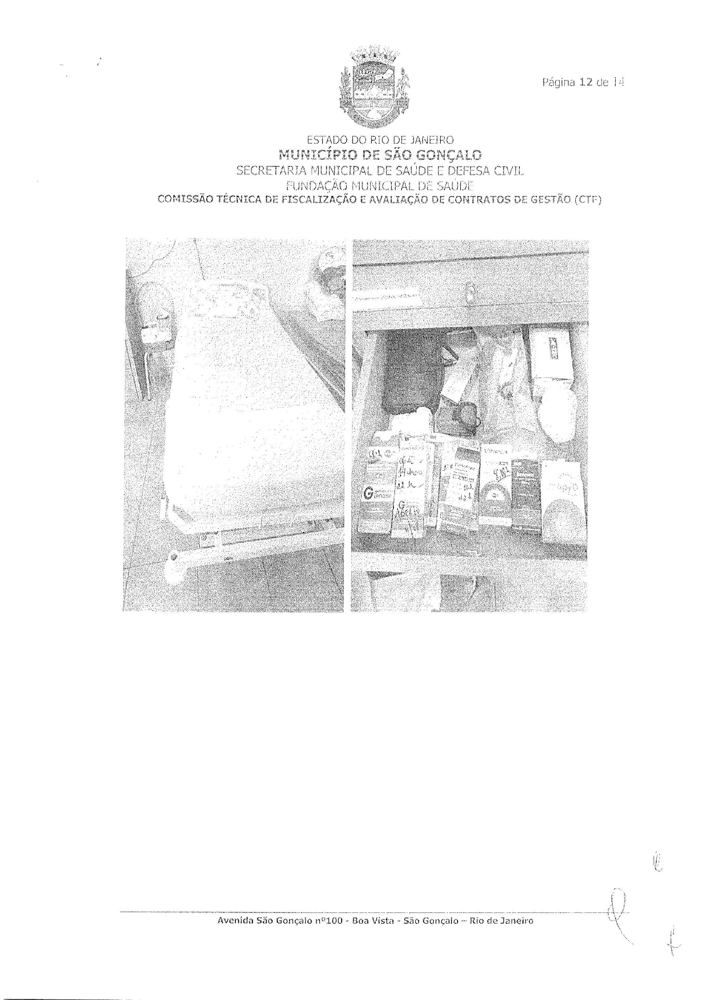 Página 12 de 14
ESTADO DO RIO DE JANEIRO
MUNICÍPIO DE SÃO GONÇALO
SECRETARIA MUNICIPAL DE SAÚDE E DEFESA CIVIL
FUNDAÇÃO MUNICIPAL DE SAÚDE
COMISSÃO TÉCNICA DE FISCALIZAÇÃO E AVALIAÇÃO DE CONTRATOS DE GESTÃO (CTF)
G
G
Avenida São Gonçalo nº100 - Boa Vista - São Gonçalo – Rio de Janeiro